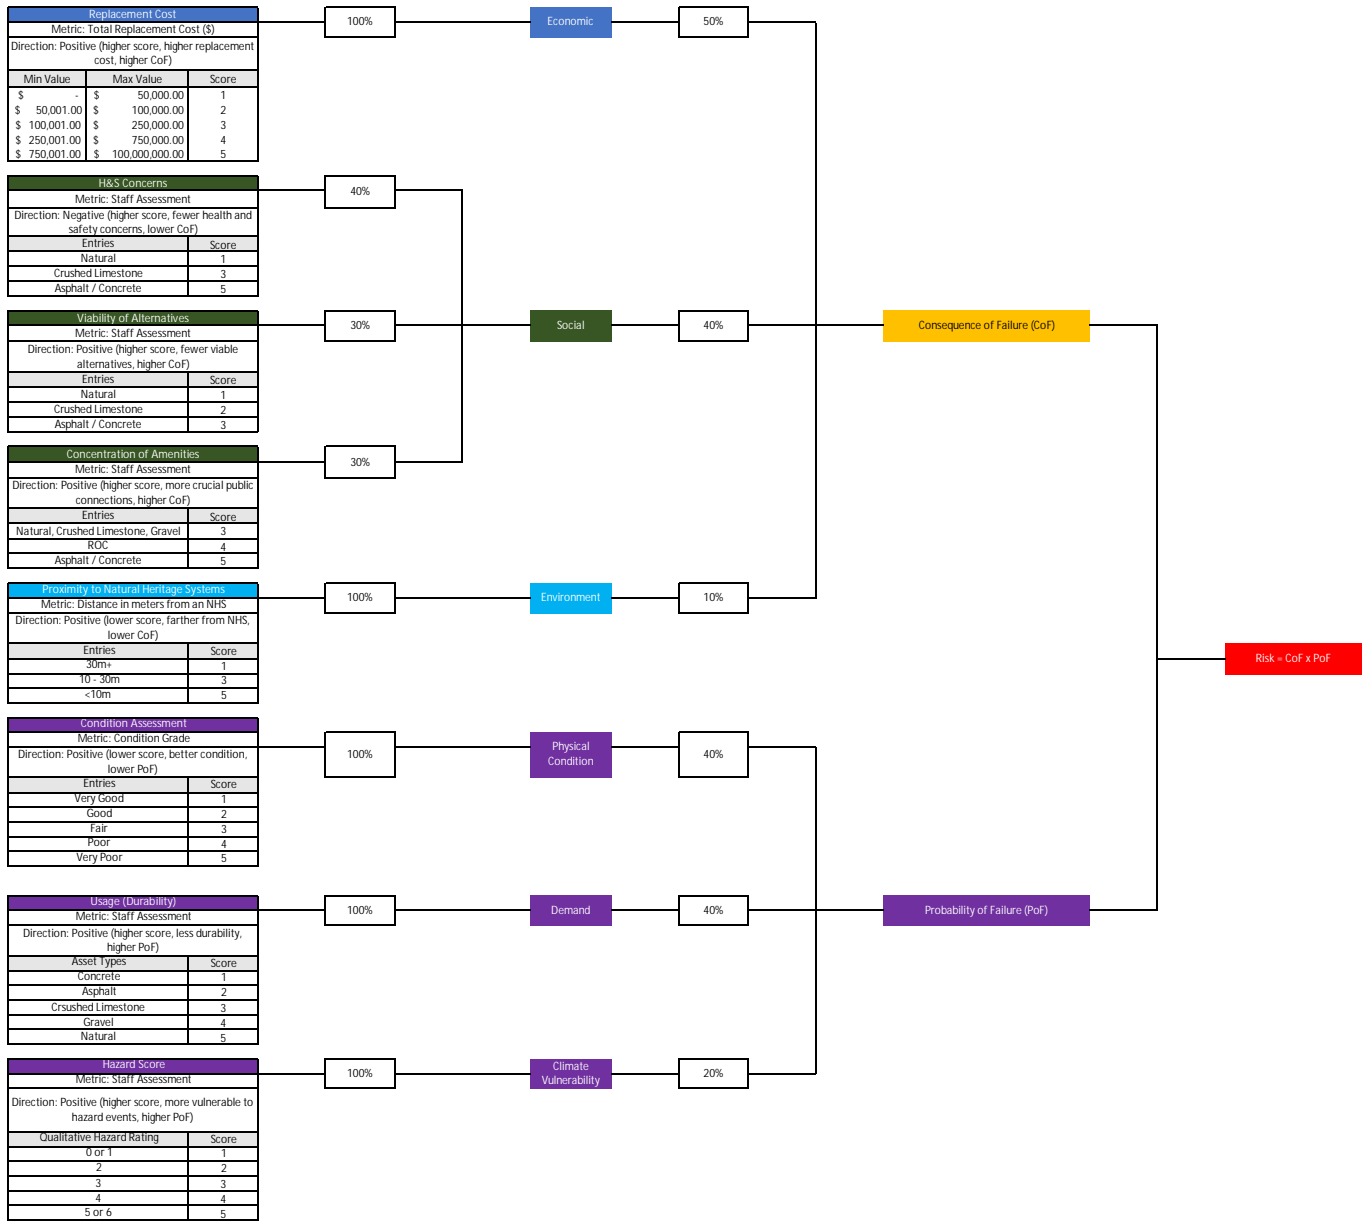 Replacement Cost
Metric: Total Replacement Cost ($)
Direction: Positive (higher score, higher replacement
cost, higher CoF)
Min Value Max Value Score
$ - $ 50,000.00 1
$ 50,001.00 $ 100,000.00 2
$ 100,001.00 $ 250,000.00 3
$ 250,001.00 $ 750,000.00 4
$ 750,001.00 $ 100,000,000.00 5
100%
Economic
50%
H&S Concerns
Metric: Staff Assessment
Direction: Negative (higher score, fewer health and
safety concerns, lower CoF)
Entries Score
Natural 1
Crushed Limestone 3
Asphalt / Concrete 5
40%
Viability of Alternatives
Metric: Staff Assessment
Direction: Positive (higher score, fewer viable
alternatives, higher CoF)
Entries Score
Natural 1
Crushed Limestone 2
Asphalt / Concrete 3
30%
Social
40%
Consequence of Failure (CoF)
Concentration of Amenities
Metric: Staff Assessment
Direction: Positive (higher score, more crucial public
connections, higher CoF)
Entries Score
Natural, Crushed Limestone, Gravel 3
ROC 4
Asphalt / Concrete 5
30%
Proximity to Natural Heritage Systems
Metric: Distance in meters from an NHS
Direction: Positive (lower score, farther from NHS,
lower CoF)
Entries Score
30m+ 1
10 - 30m 3
<10m 5
100%
Environment
10%
Risk = CoF x PoF
Condition Assessment
Metric: Condition Grade
Direction: Positive (lower score, better condition,
lower PoF)
Entries Score
Very Good 1
Good 2
Fair 3
Poor 4
Very Poor 5
100%
Physical
Condition
40%
Usage (Durability)
Metric: Staff Assessment
Direction: Positive (higher score, less durability,
higher PoF)
Asset Types Score
Concrete 1
Asphalt 2
Crsushed Limestone 3
Gravel 4
Natural 5
100%
Demand
40%
Probability of Failure (PoF)
Hazard Score
Metric: Staff Assessment
Direction: Positive (higher score, more vulnerable to
hazard events, higher PoF)
Qualitative Hazard Rating Score
0 or 1 1
2 2
3 3
4 4
5 or 6 5
100%
Climate
Vulnerability
20%